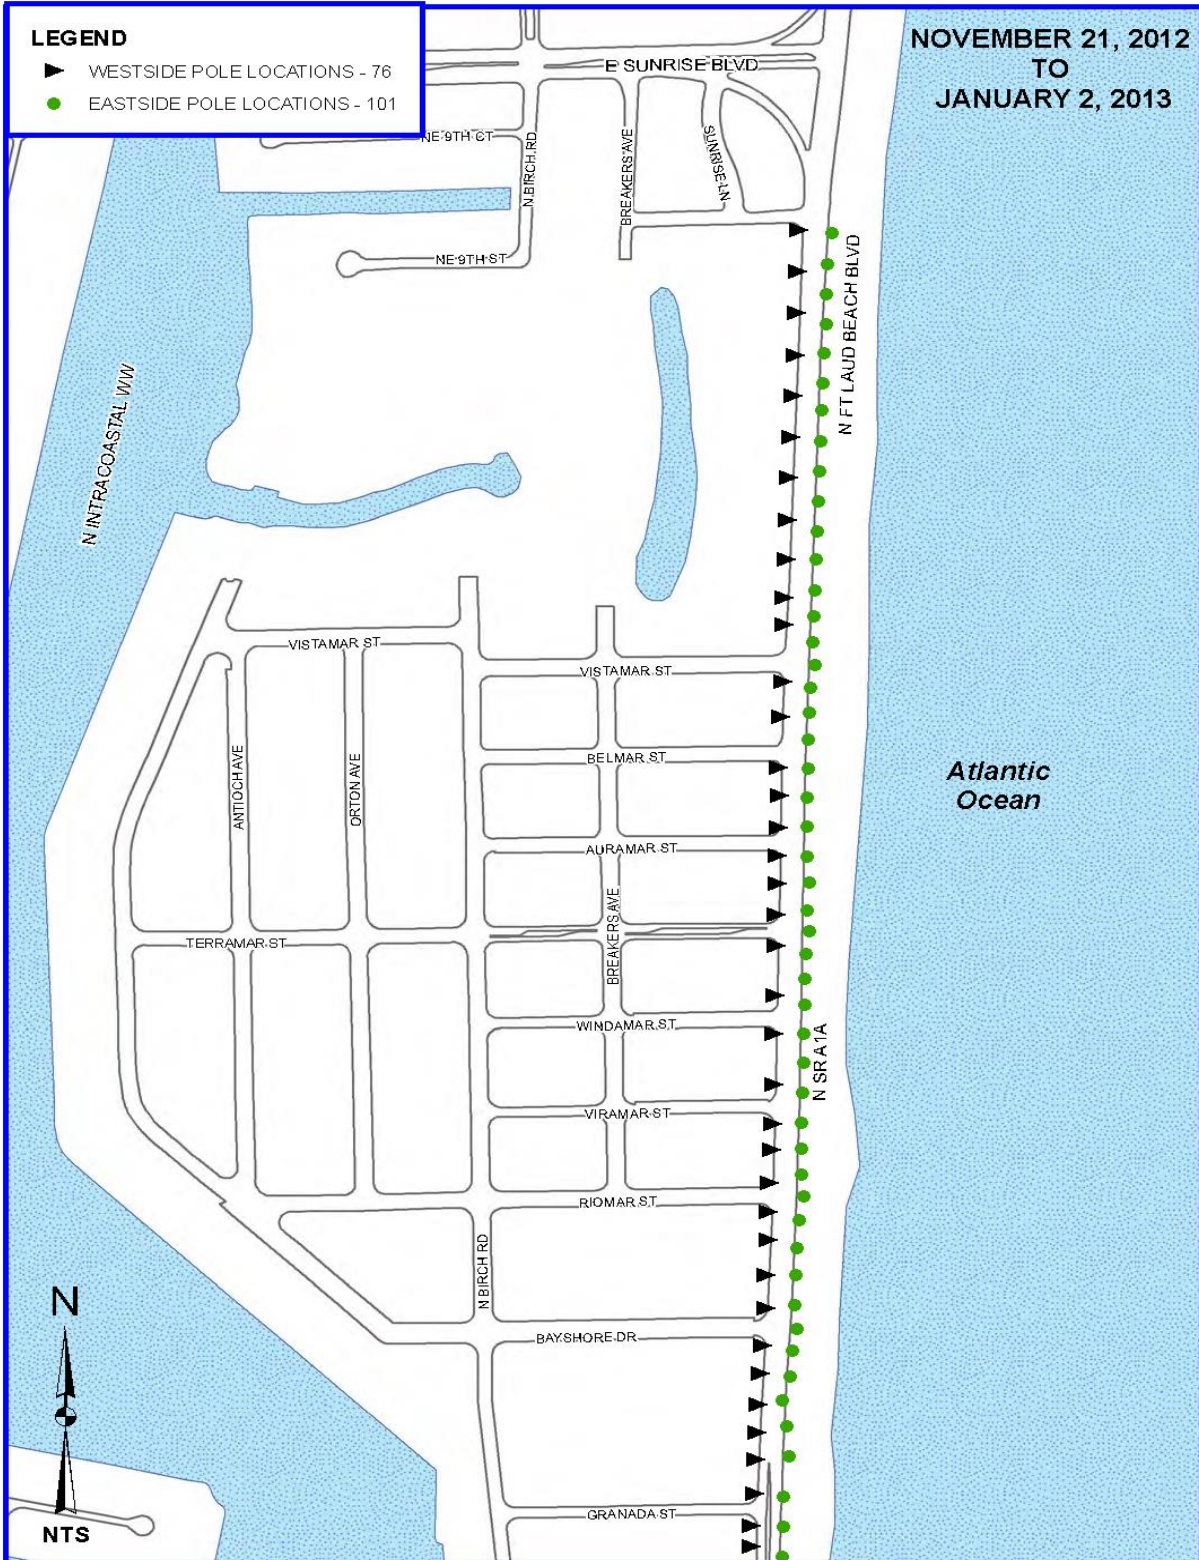 LEGEND
WESTSIDE POLE LOCATIONS - 76
EASTSIDE POLE LOCATIONS - 101
NOVEMBER 21, 2012
TO
JANUARY 2, 2013
E SUNRISE BLVD
NE 9TH CT
N BIRCH RD
BREAKERS AVE
SUNRISE LN
NE 9TH ST
N FT LAUD BEACH BLVD
N INTRACOASTAL WW
VISTAMAR ST
VISTAMAR ST
BELMAR ST
ANTIOCH AVE
ORTON AVE
Atlantic
Ocean
AURAMAR ST
BREAKERS AVE
TERRAMAR ST
WINDAMAR ST
N SR A1A
VIRAMAR ST
RIOMAR ST
N BIRCH RD
N
BAYSHORE DR
GRANADA ST
NTS